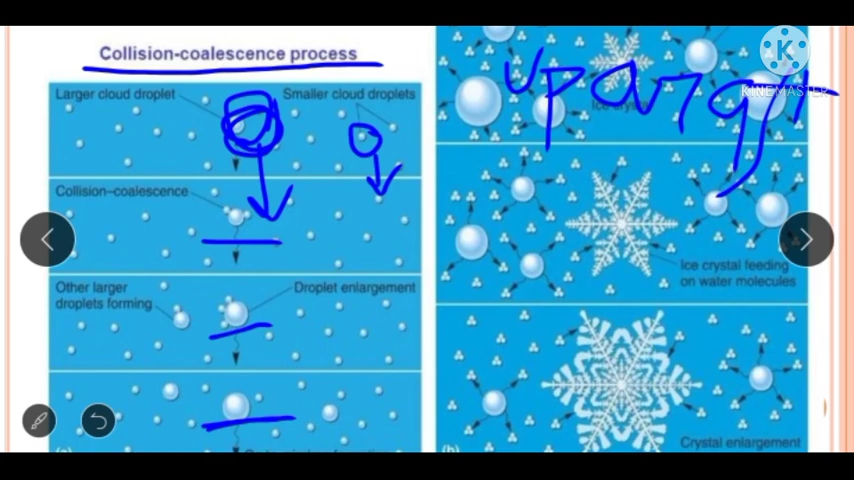 Collision-coalescence process
Larger cloud droplet
Smaller cloud droplets
Collision–coalescence
Other larger
droplets forming
Droplet enlargement
Ice crystal feeding
on water molecules
Crystal enlargement
KINEMASTER